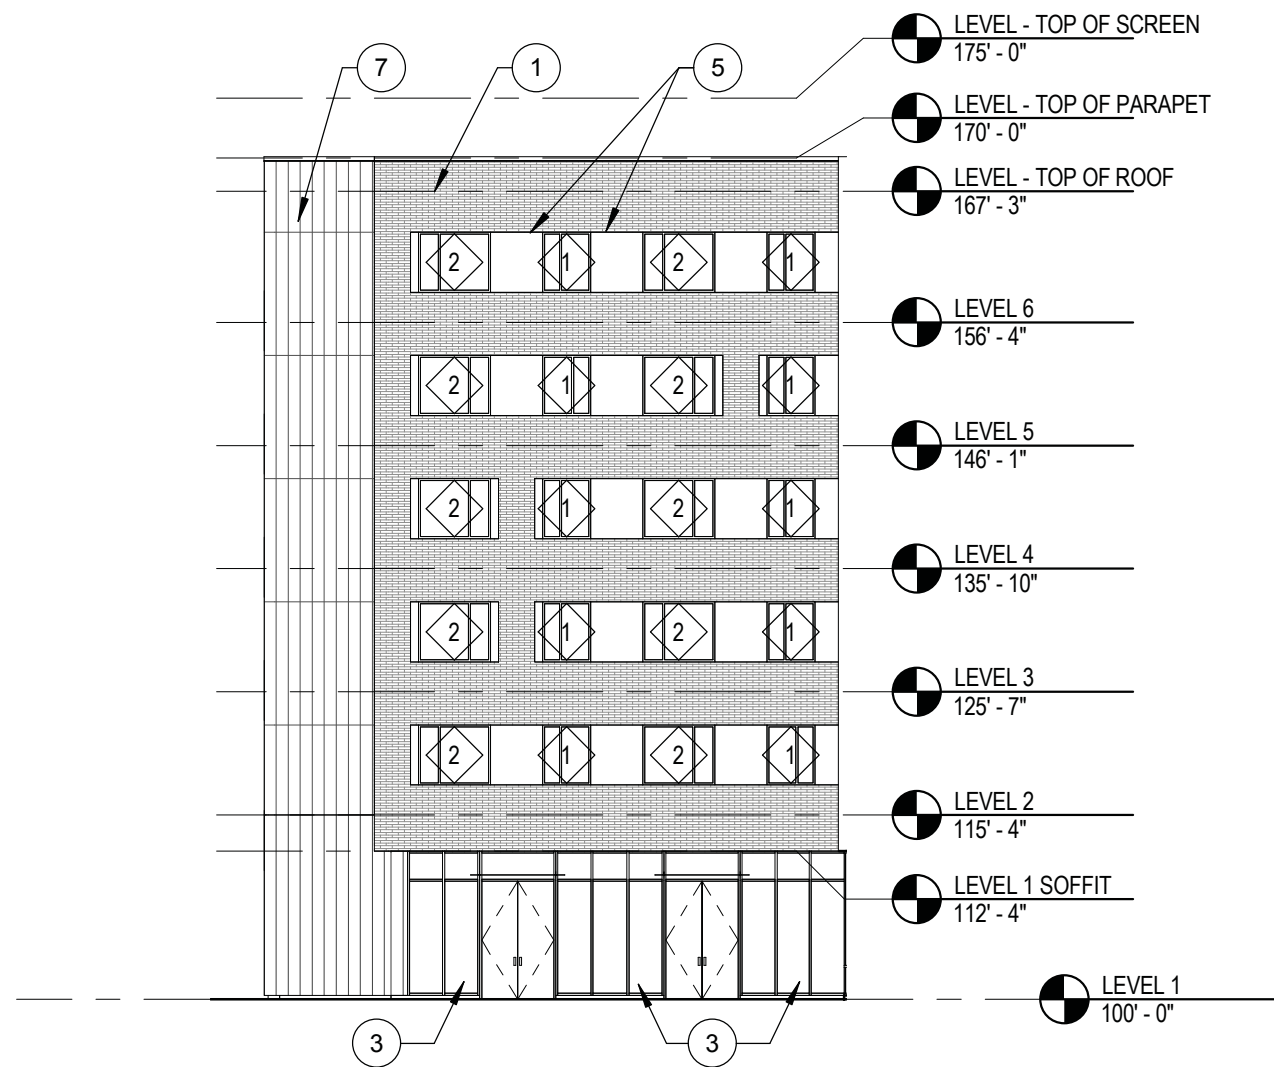 LEVEL - TOP OF SCREEN
175' - 0"
7
1
5
LEVEL - TOP OF PARAPET
170' - 0"
LEVEL - TOP OF ROOF
167' - 3"
2 1 2 1
LEVEL 6
156' - 4"
2 1 2 1
LEVEL 5
146' - 1"
2 1 2 1
LEVEL 4
135' - 10"
2 1 2 1
LEVEL 3
125' - 7"
2 1 2 1
LEVEL 2
115' - 4"
LEVEL 1 SOFFIT
112' - 4"
LEVEL 1
100' - 0"
3
3